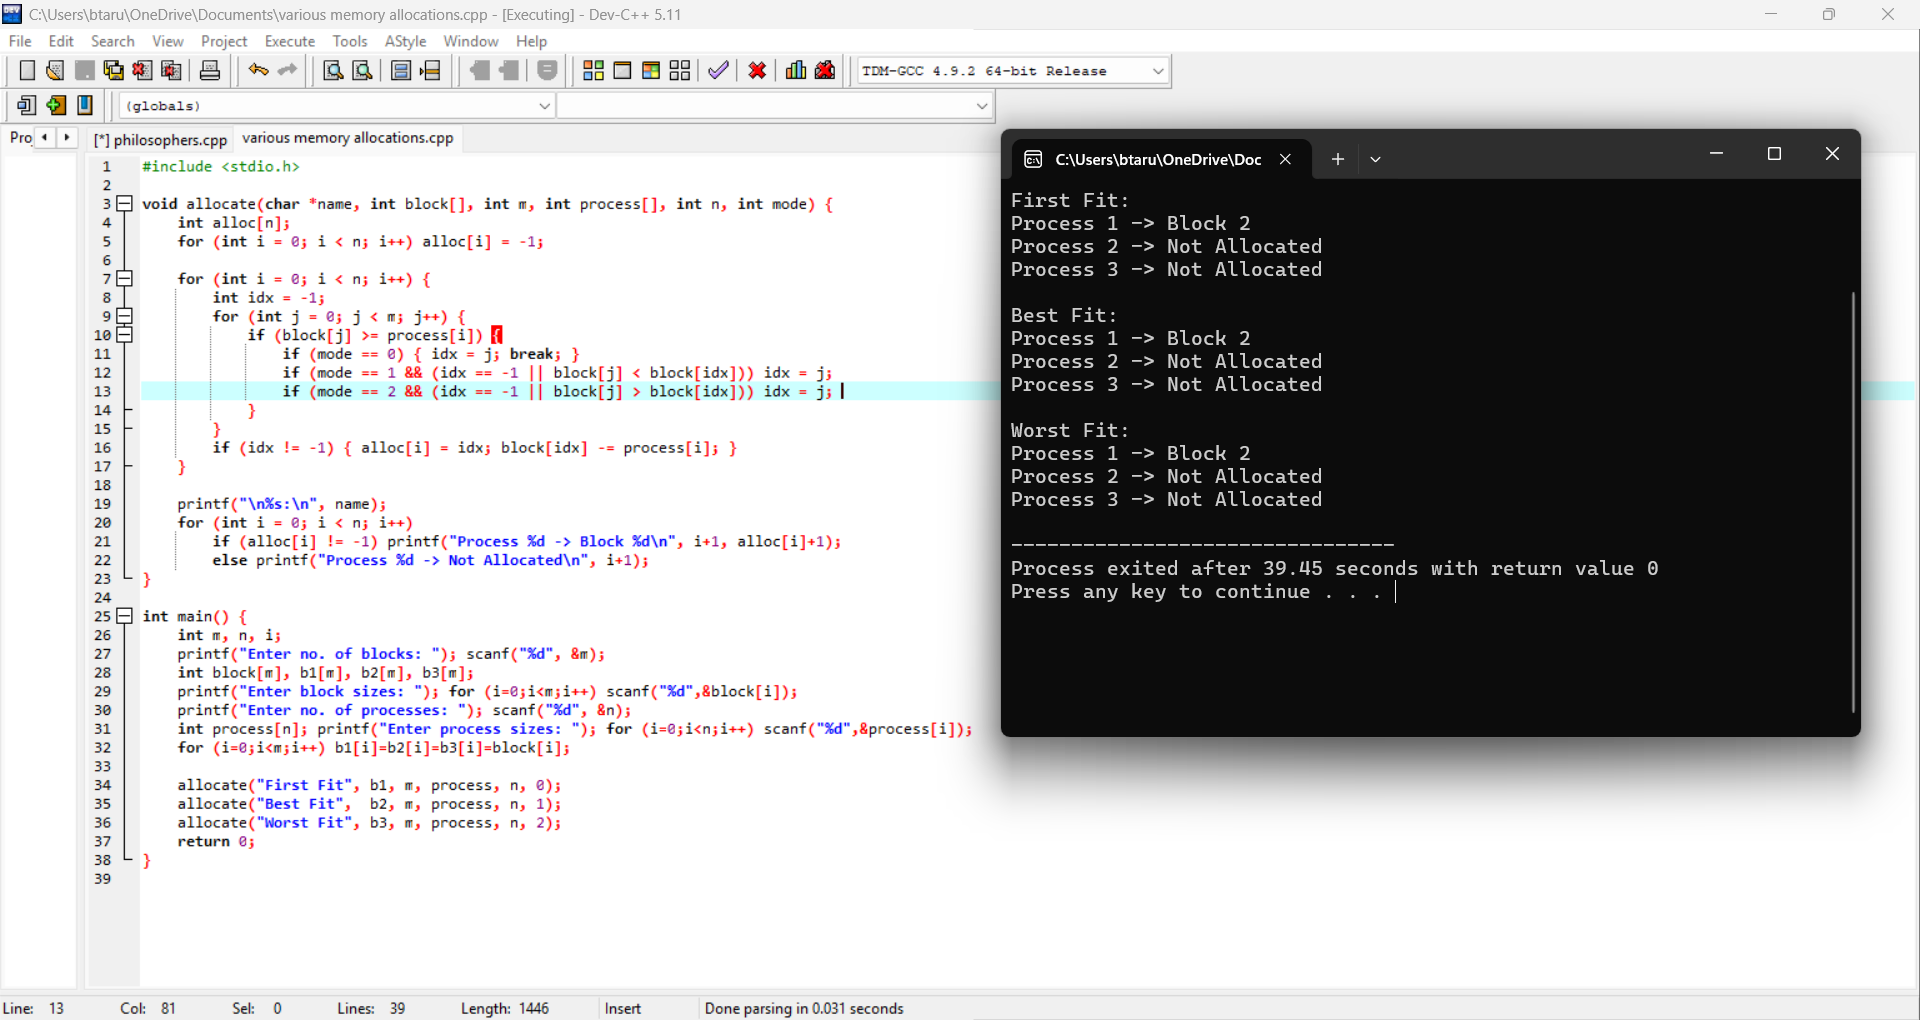 C:\Users\btaru\OneDrive\Documents\various memory allocations.cpp - [Executing] - Dev-C++ 5.11
File Edit Search View Project Execute Tools AStyle Window Help
TDM-GCC 4.9.2 64-bit Release
(globals)
Pro [*] philosophers.cpp various memory allocations.cpp
1 #include <stdio.h>
2
3 void allocate(char *name, int block[], int m, int process[], int n, int mode) {
4 int alloc[n];
5 for (int i = 0; i < n; i++) alloc[i] = -1;
6
7 for (int i = 0; i < n; i++) {
8 int idx = -1;
9 for (int j = 0; j < m; j++) {
10 if (block[j] >= process[i]) {
11 if (mode == 0) { idx = j; break; }
12 if (mode == 1 && (idx == -1 || block[j] < block[idx])) idx = j;
13 if (mode == 2 && (idx == -1 || block[j] > block[idx])) idx = j;
14 }
15 }
16 if (idx != -1) { alloc[i] = idx; block[idx] -= process[i]; }
17 }
18
19 printf("\n%s:\n", name);
20 for (int i = 0; i < n; i++)
21 if (alloc[i] != -1) printf("Process %d -> Block %d\n", i+1, alloc[i]+1);
22 else printf("Process %d -> Not Allocated\n", i+1);
23 }
24
25 int main() {
26 int m, n, i;
27 printf("Enter no. of blocks: "); scanf("%d", &m);
28 int block[m], b1[m], b2[m], b3[m];
29 printf("Enter block sizes: "); for (i=0;i<m;i++) scanf("%d",&block[i]);
30 printf("Enter no. of processes: "); scanf("%d", &n);
31 int process[n]; printf("Enter process sizes: "); for (i=0;i<n;i++) scanf("%d",&process[i]);
32 for (i=0;i<m;i++) b1[i]=b2[i]=b3[i]=block[i];
33
34 allocate("First Fit", b1, m, process, n, 0);
35 allocate("Best Fit", b2, m, process, n, 1);
36 allocate("Worst Fit", b3, m, process, n, 2);
37 return 0;
38 }
39
C:\Users\btaru\OneDrive\Doc
First Fit:
Process 1 -> Block 2
Process 2 -> Not Allocated
Process 3 -> Not Allocated
Best Fit:
Process 1 -> Block 2
Process 2 -> Not Allocated
Process 3 -> Not Allocated
Worst Fit:
Process 1 -> Block 2
Process 2 -> Not Allocated
Process 3 -> Not Allocated
--------------------------------
Process exited after 39.45 seconds with return value 0
Press any key to continue . . .
Line: 13 Col: 81 Sel: 0 Lines: 39 Length: 1446 Insert Done parsing in 0.031 seconds